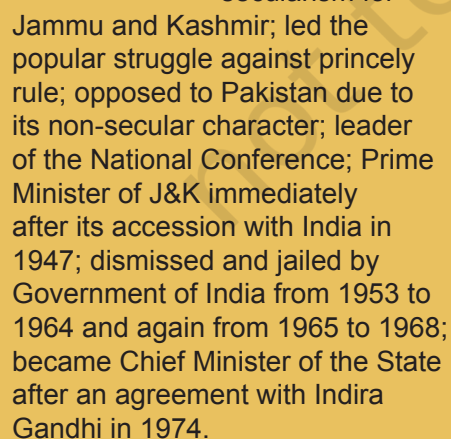 Jammu and Kashmir; led the
popular struggle against princely
rule; opposed to Pakistan due to
its non-secular character; leader
of the National Conference; Prime
Minister of J&K immediately
after its accession with India in
1947; dismissed and jailed by
Government of India from 1953 to
1964 and again from 1965 to 1968;
became Chief Minister of the State
after an agreement with Indira
Gandhi in 1974.
not to